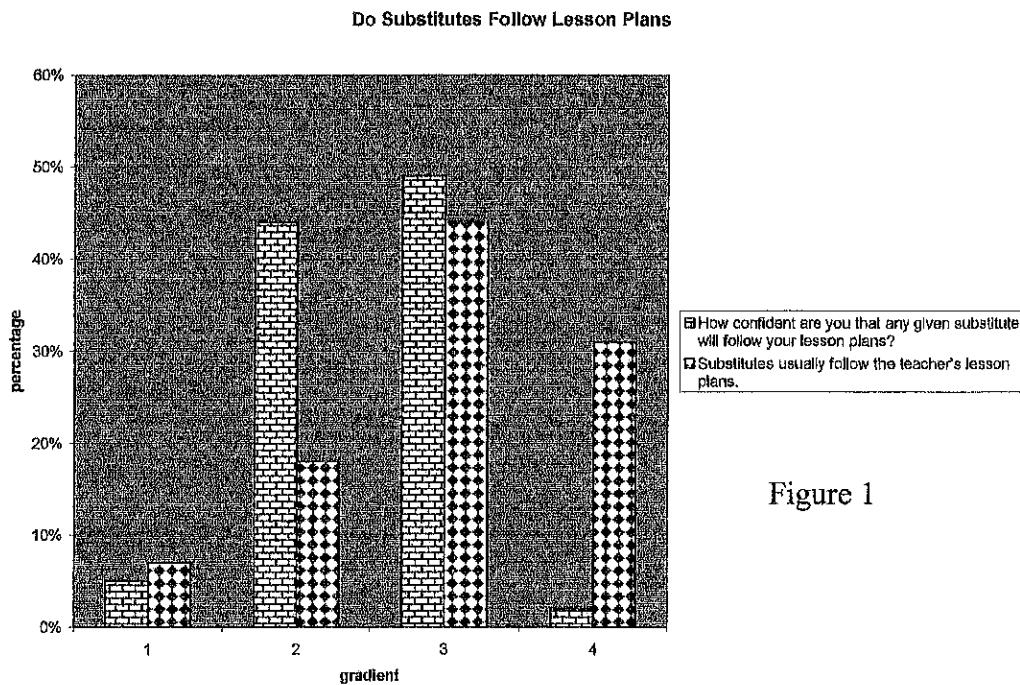 Do Substitutes Follow Lesson Plans
60%
50%
40%
30%
20%
10%
0%
percentage
1 2 3 4
gradient
How confident are you that any given substitute
will follow your lesson plans?
Substitutes usually follow the teacher's lesson
plans.
Figure 1